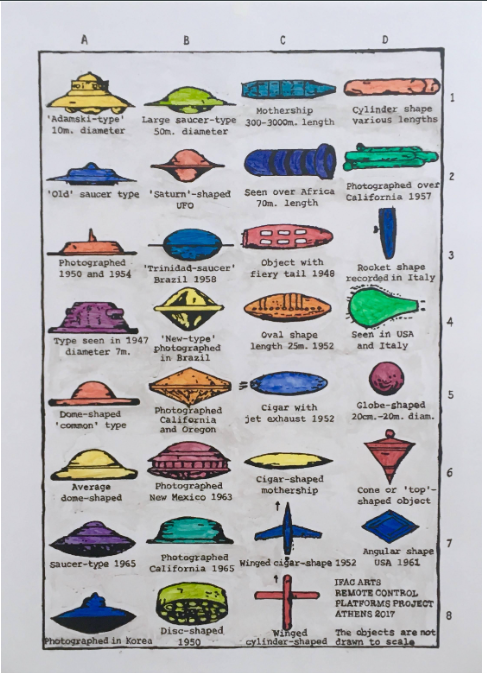 A B C D
1
'Adamski-type'
10m. diameter
Large saucer-type
50m. diameter
Mothership
300-3000m. length
Cylinder shape
various lengths
2
'Old' saucer type
'Saturn'-shaped
UFO
Seen over Africa
70m. length
Photographed over
California 1957
3
Photographed
1950 and 1954
'Trinidad-saucer'
Brazil 1958
Object with
fiery tail 1948
Rocket shape
recorded in Italy
4
Type seen in 1947
diameter 7m.
'New-type'
photographed
in Brazil
Oval shape
length 25m. 1952
Seen in USA
and Italy
5
Dome-shaped
'common' type
Photographed
California
and Oregon
Cigar with
jet exhaust 1952
Globe-shaped
20cm.-20m. diam.
6
Average
dome-shaped
Photographed
New Mexico 1963
Cigar-shaped
mothership
Cone or 'top'-
shaped object
7
Saucer-type 1965
Photographed
California 1965
Winged cigar-shape 1952
Angular shape
USA 1961
8
Photographed in Korea
Disc-shaped
1950
Winged
cylinder-shaped
IFAC ARTS
REMOTE CONTROL
PLATFORMS PROJECT
ATHENS 2017
The objects are not
drawn to scale